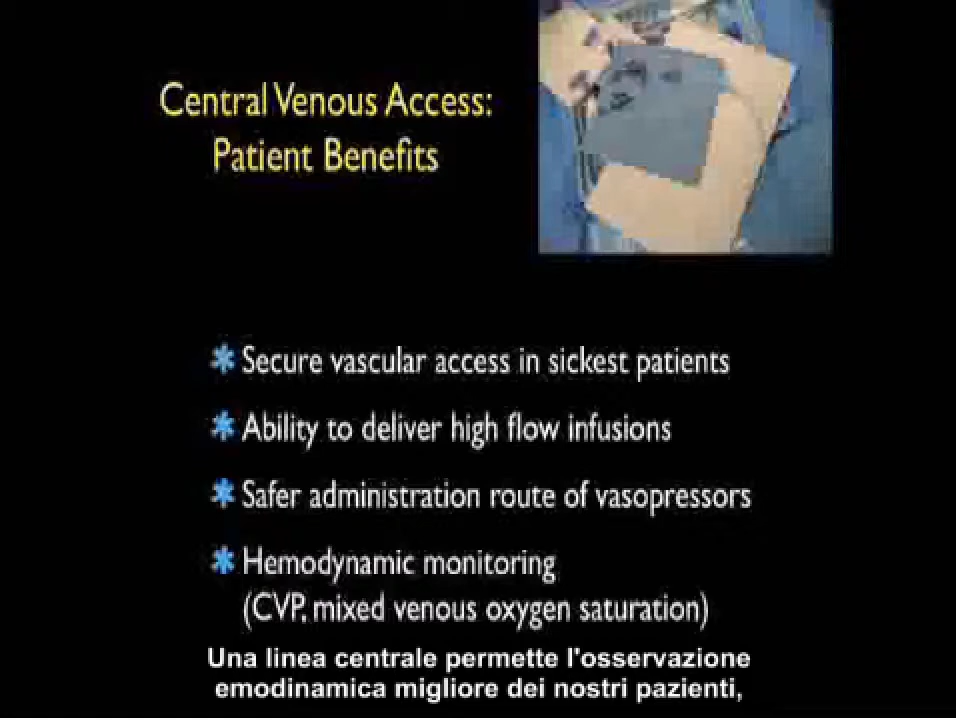 Central Venous Access:
Patient Benefits
✱ Secure vascular access in sickest patients
✱ Ability to deliver high flow infusions
✱ Safer administration route of vasopressors
✱ Hemodynamic monitoring
(CVP, mixed venous oxygen saturation)
Una linea centrale permette l'osservazione
emodinamica migliore dei nostri pazienti,